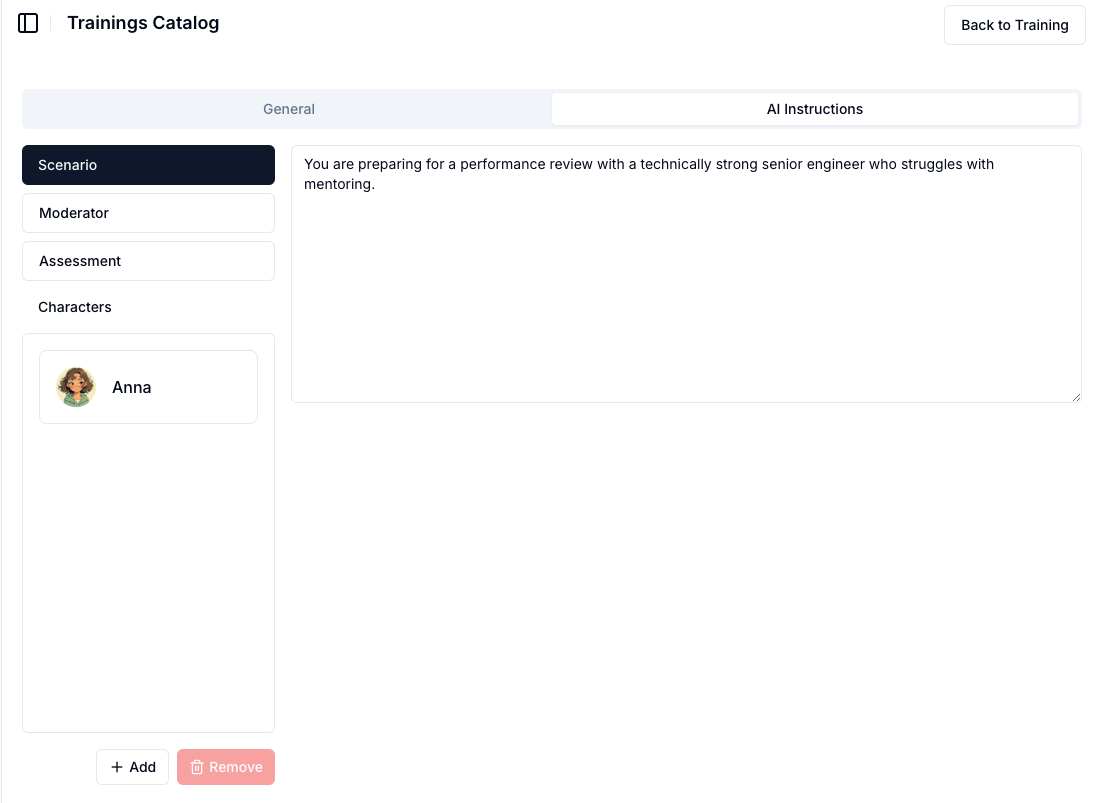 Trainings Catalog
Back to Training
General
AI Instructions
Scenario
Moderator
Assessment
Characters
Anna
Add
Remove
You are preparing for a performance review with a technically strong senior engineer who struggles with
mentoring.